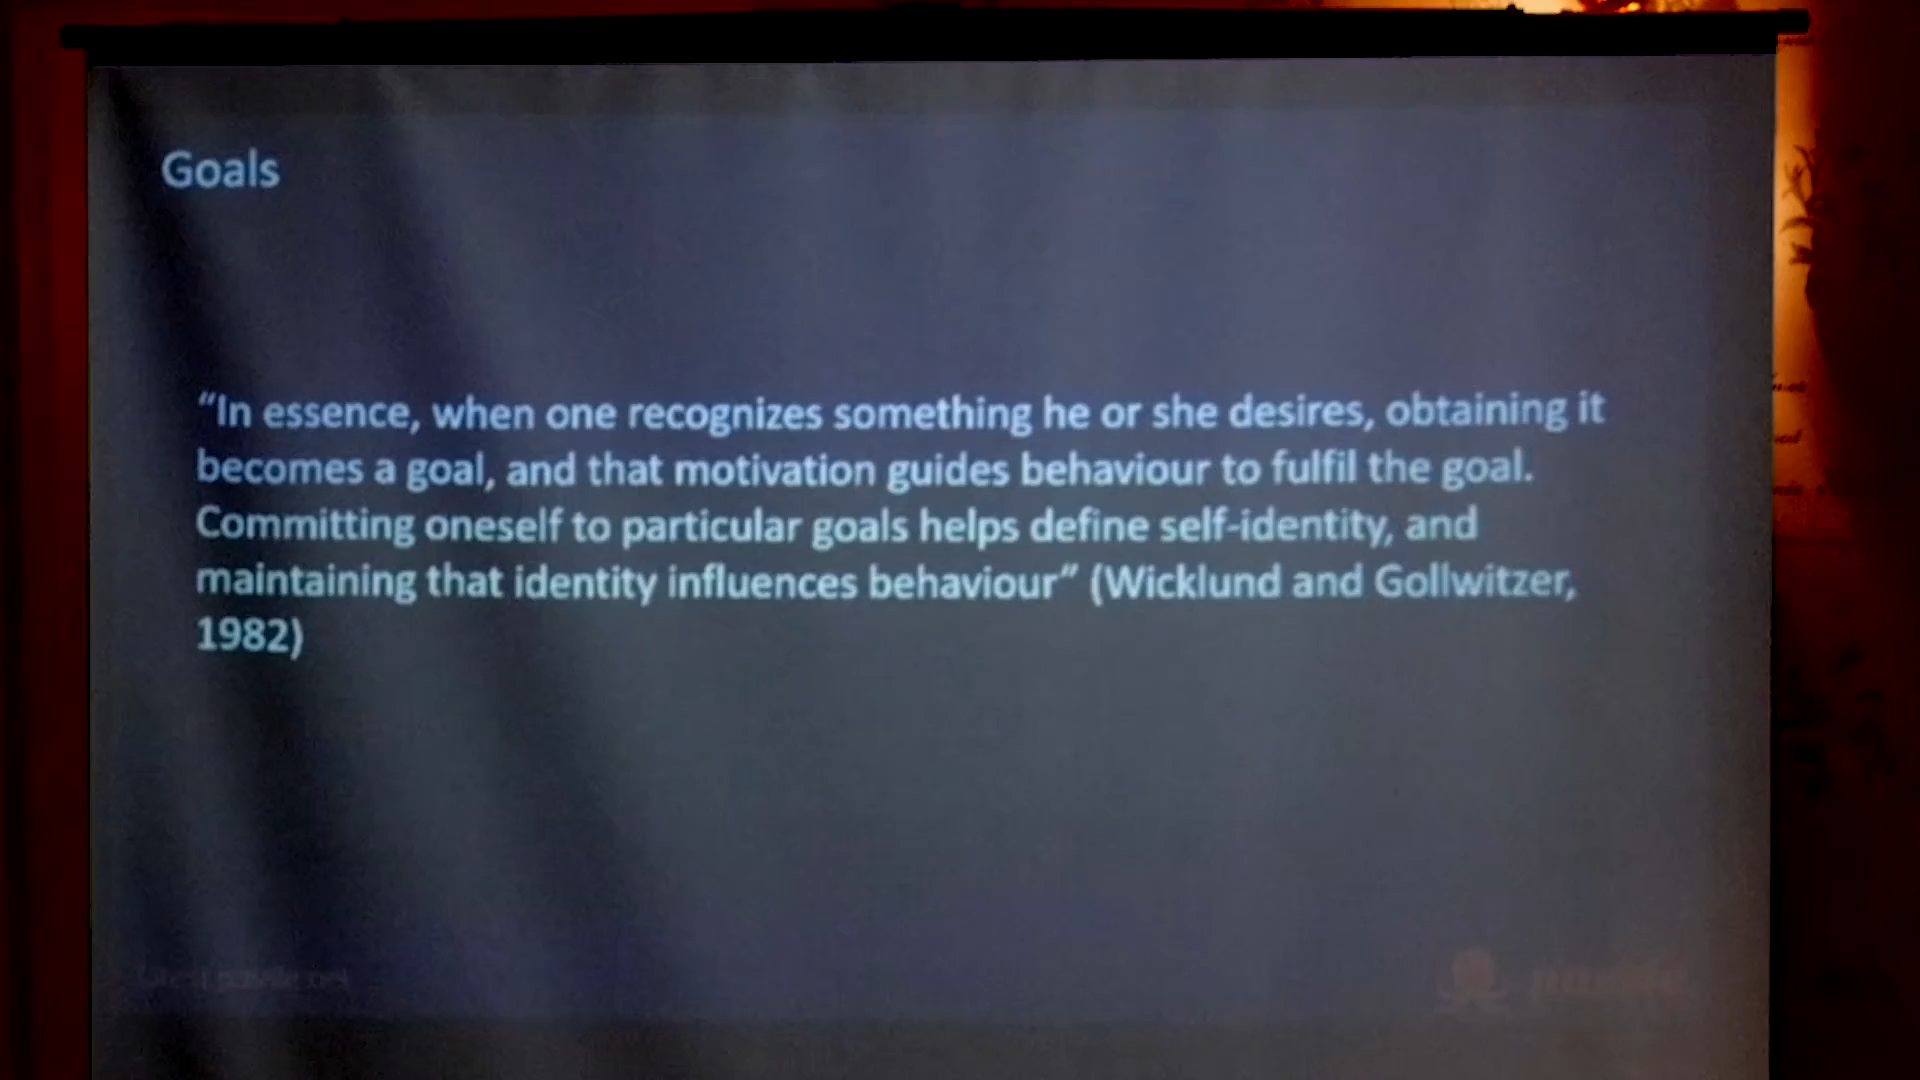 Goals
“In essence, when one recognizes something he or she desires, obtaining it
becomes a goal, and that motivation guides behaviour to fulfil the goal.
Committing oneself to particular goals helps define self-identity, and
maintaining that identity influences behaviour” (Wicklund and Gollwitzer,
1982)